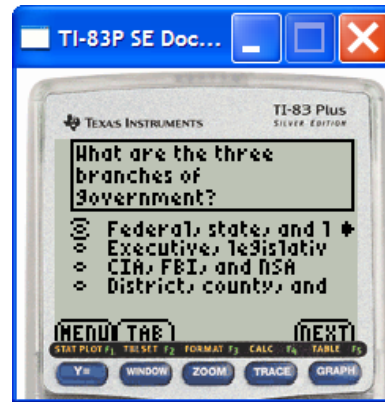 TI-83P SE Doc...
TEXAS INSTRUMENTS
TI-83 Plus
SILVER EDITION
What are the three
branches of
government?
Federal, state, and l
Executive, legislativ
CIA, FBI, and NSA
District, county, and
MENU TAB NEXT
STAT PLOT F1 TBLSET F2 FORMAT F3 CALC F4 TABLE F5
Y= WINDOW ZOOM TRACE GRAPH